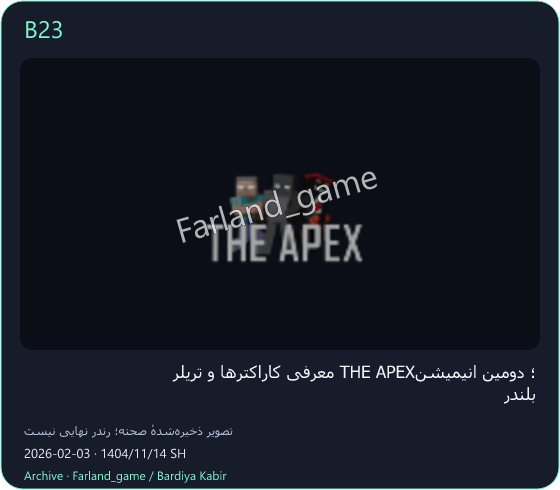 B23
Farland_game
THE APEX
؛ دومین انیمیشنTHE APEX معرفی کاراکترها و تریلر
بلندر
تصویر ذخیره‌شدهٔ صحنه؛ رندر نهایی نیست
2026-02-03 · 1404/11/14 SH
Archive · Farland_game / Bardiya Kabir